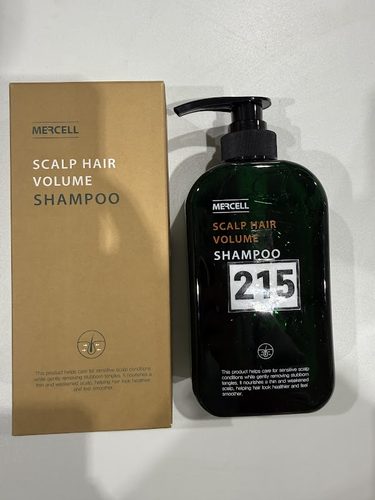 MERCELL
SCALP HAIR
VOLUME
SHAMPOO
This product helps care for sensitive scalp conditions
while gently removing stubborn
tangles. It nourishes a
thin and weakened scalp, helping hair look healthier
and feel smoother.
MERCELL
SCALP HAIR
VOLUME
SHAMPOO
215
This product helps care for sensitive scalp
conditions while gently removing stubborn
tangles. It nourishes a thin and weakened
scalp, helping hair look healthier and feel
smoother.